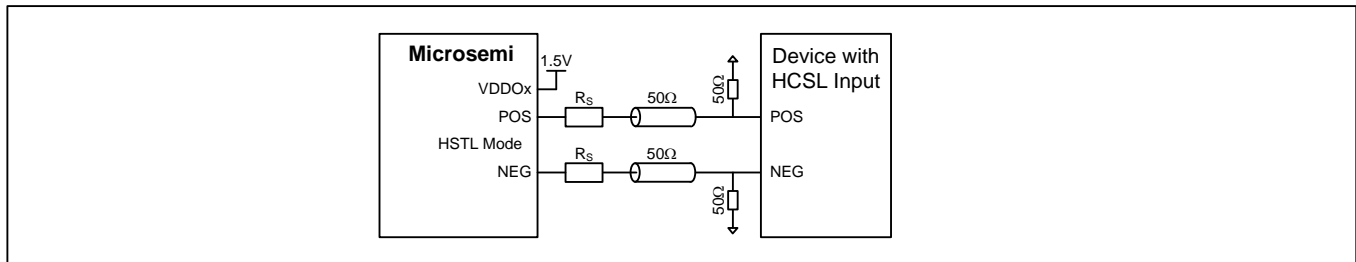 Microsemi
1.5V
VDDOx
POS
HSTL Mode
NEG
RS
50Ω
RS
50Ω
50Ω
50Ω
Device with
HCSL Input
POS
NEG